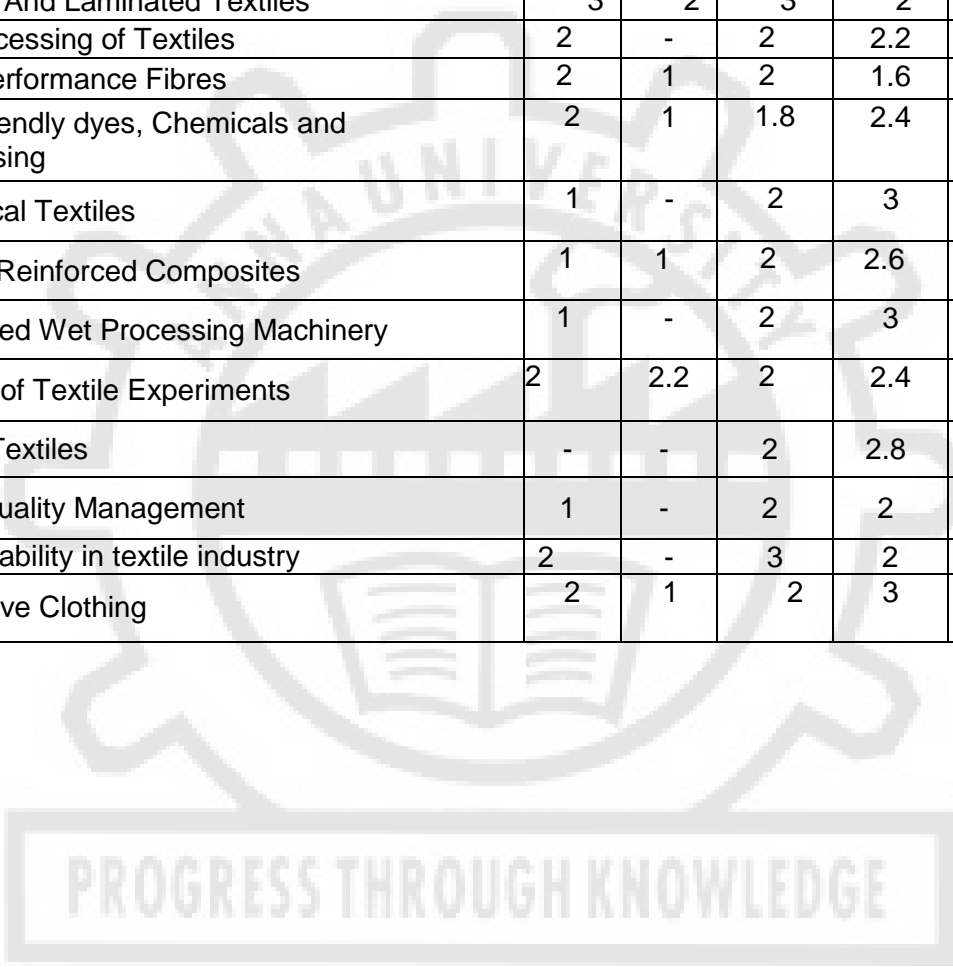 And Laminated Textiles 3 2 3 2
cessing of Textiles 2 - 2 2.2
erformance Fibres 2 1 2 1.6
endly dyes, Chemicals and 2 1 1.8 2.4
sing
cal Textiles 1 - 2 3
Reinforced Composites 1 1 2 2.6
ed Wet Processing Machinery 1 - 2 3
of Textile Experiments 2 2.2 2 2.4
Textiles - - 2 2.8
uality Management 1 - 2 2
ability in textile industry 2 - 3 2
ve Clothing 2 1 2 3
ANNA UNIVERSITY
PROGRESS THROUGH KNOWLEDGE